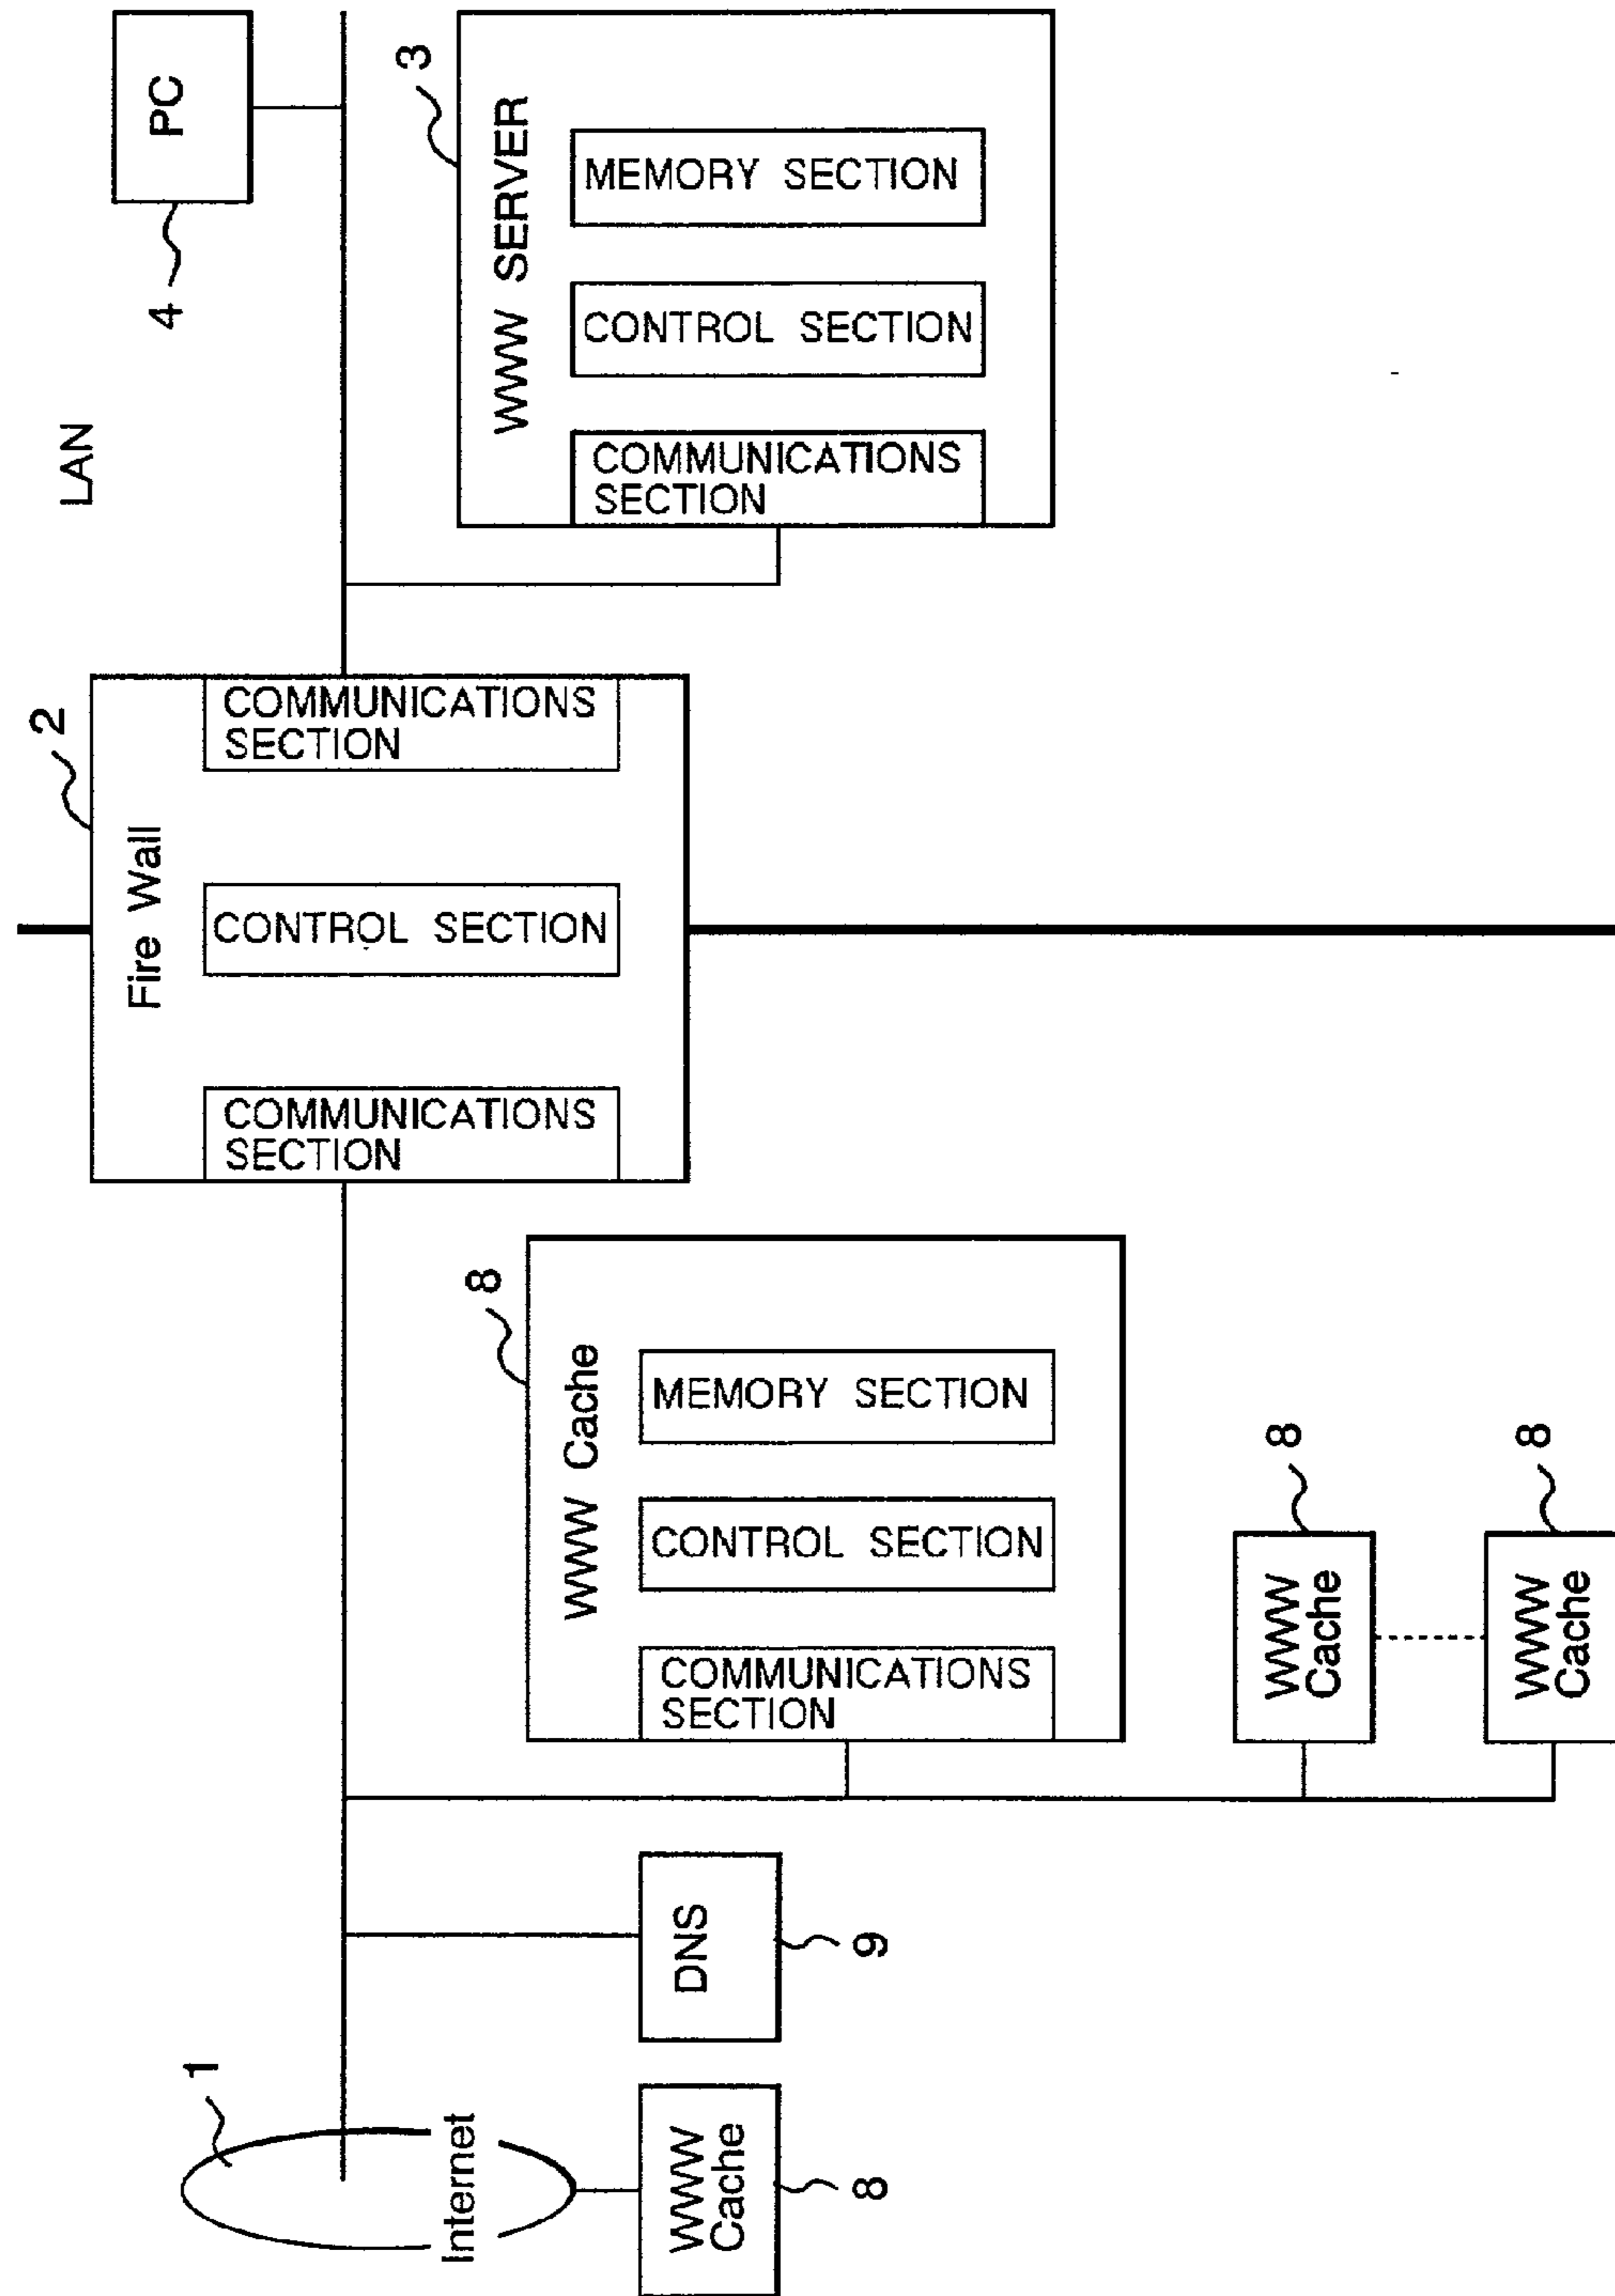 LAN
1
Internet
WWW
Cache
8
DNS
9
2
Fire Wall
COMMUNICATIONS
SECTION
CONTROL SECTION
COMMUNICATIONS
SECTION
4
PC
3
WWW SERVER
COMMUNICATIONS
SECTION
CONTROL SECTION
MEMORY SECTION
8
WWW Cache
COMMUNICATIONS
SECTION
CONTROL SECTION
MEMORY SECTION
8
WWW
Cache
8
WWW
Cache